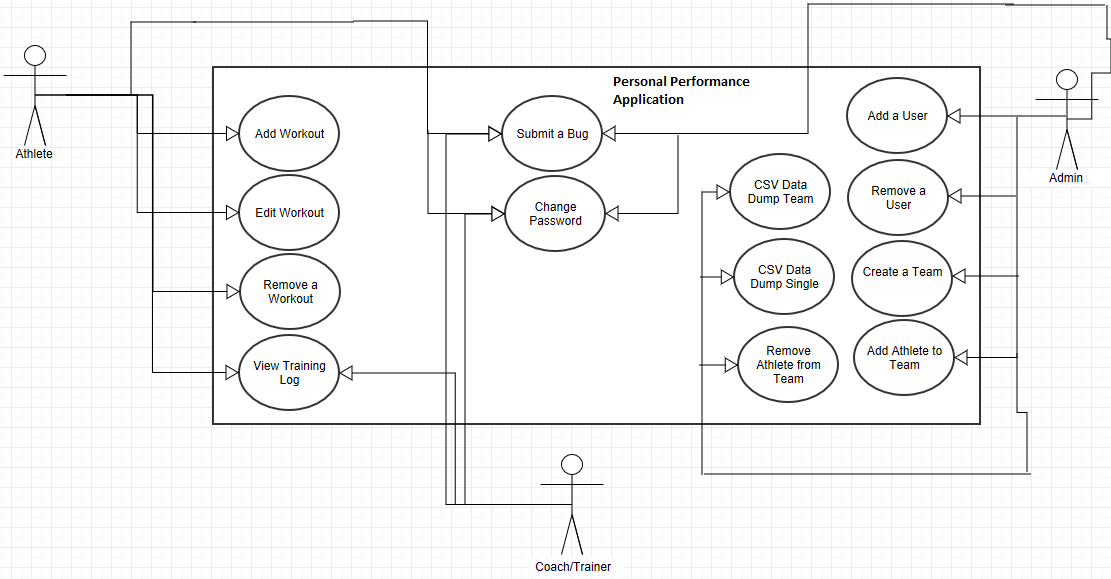 Personal Performance
Application
Athlete
Add Workout
Edit Workout
Remove a
Workout
View Training
Log
Submit a Bug
Change
Password
CSV Data
Dump Team
CSV Data
Dump Single
Remove
Athlete from
Team
Add a User
Remove a
User
Create a Team
Add Athlete to
Team
Admin
Coach/Trainer